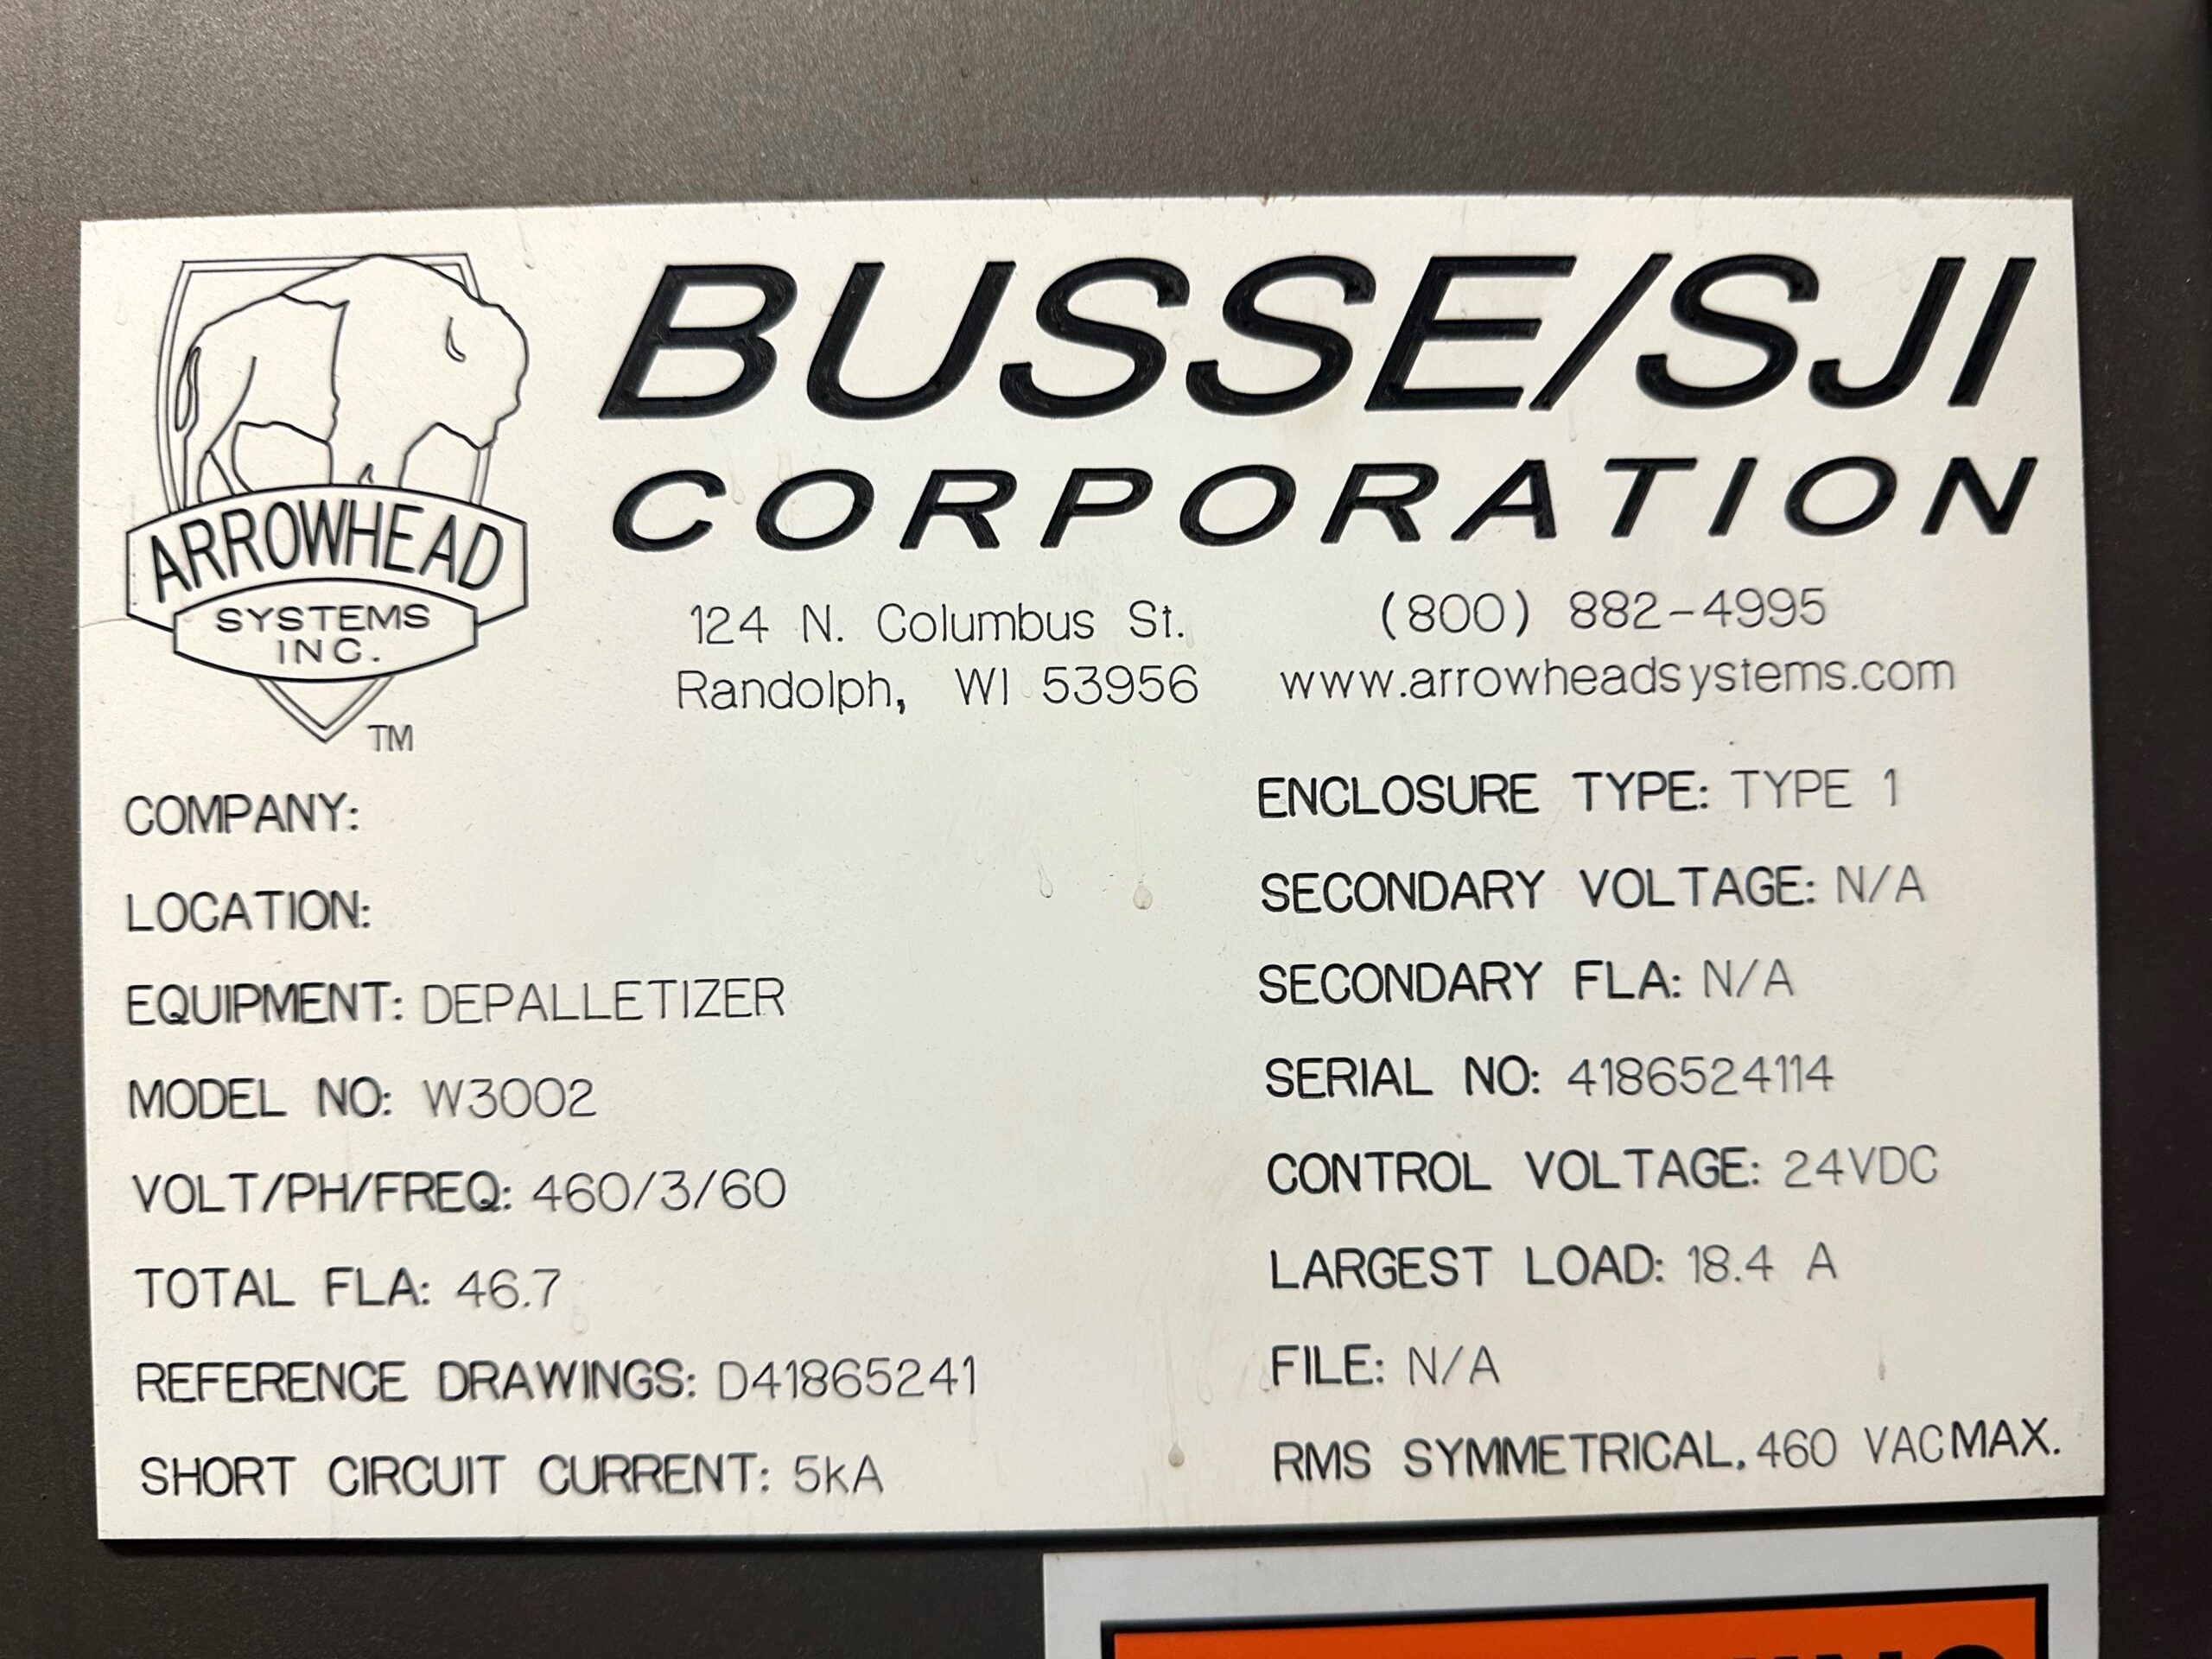 BUSSE/SJI
CORPORATION
ARROWHEAD
SYSTEMS
INC.
TM
124 N. Columbus St.
Randolph, WI 53956
(800) 882-4995
www.arrowheadsystems.com
COMPANY:
LOCATION:
EQUIPMENT: DEPALLETIZER
MODEL NO: W3002
VOLT/PH/FREQ: 460/3/60
TOTAL FLA: 46.7
REFERENCE DRAWINGS: D41865241
SHORT CIRCUIT CURRENT: 5kA
ENCLOSURE TYPE: TYPE 1
SECONDARY VOLTAGE: N/A
SECONDARY FLA: N/A
SERIAL NO: 4186524114
CONTROL VOLTAGE: 24VDC
LARGEST LOAD: 18.4 A
FILE: N/A
RMS SYMMETRICAL, 460 VAC MAX.